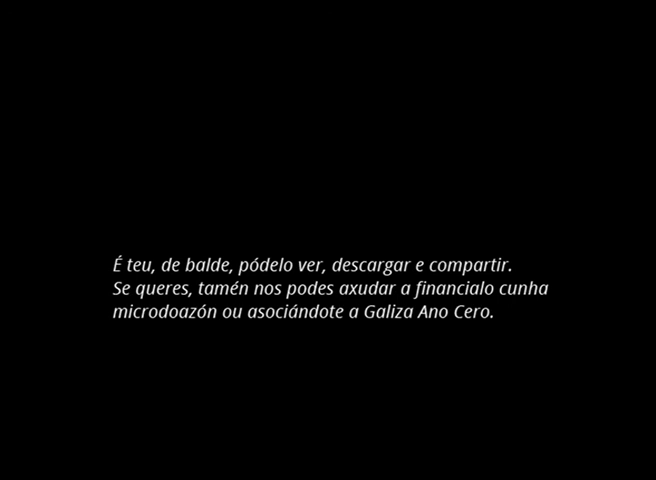 É teu, de balde, pódelo ver, descargar e compartir.
Se queres, tamén nos podes axudar a financialo cunha
microdoazón ou asociándote a Galiza Ano Cero.